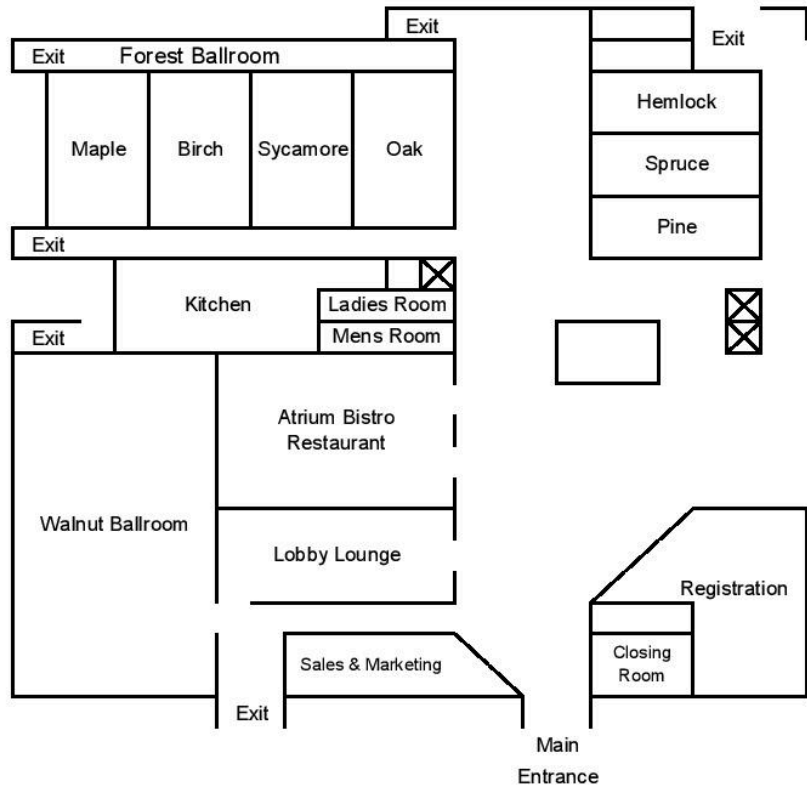 Exit
Exit
Exit Forest Ballroom
Maple Birch Sycamore Oak
Hemlock
Spruce
Pine
Exit
Kitchen
Ladies Room
Mens Room
Exit
Atrium Bistro
Restaurant
Walnut Ballroom
Lobby Lounge
Registration
Sales & Marketing
Closing
Room
Exit
Main
Entrance